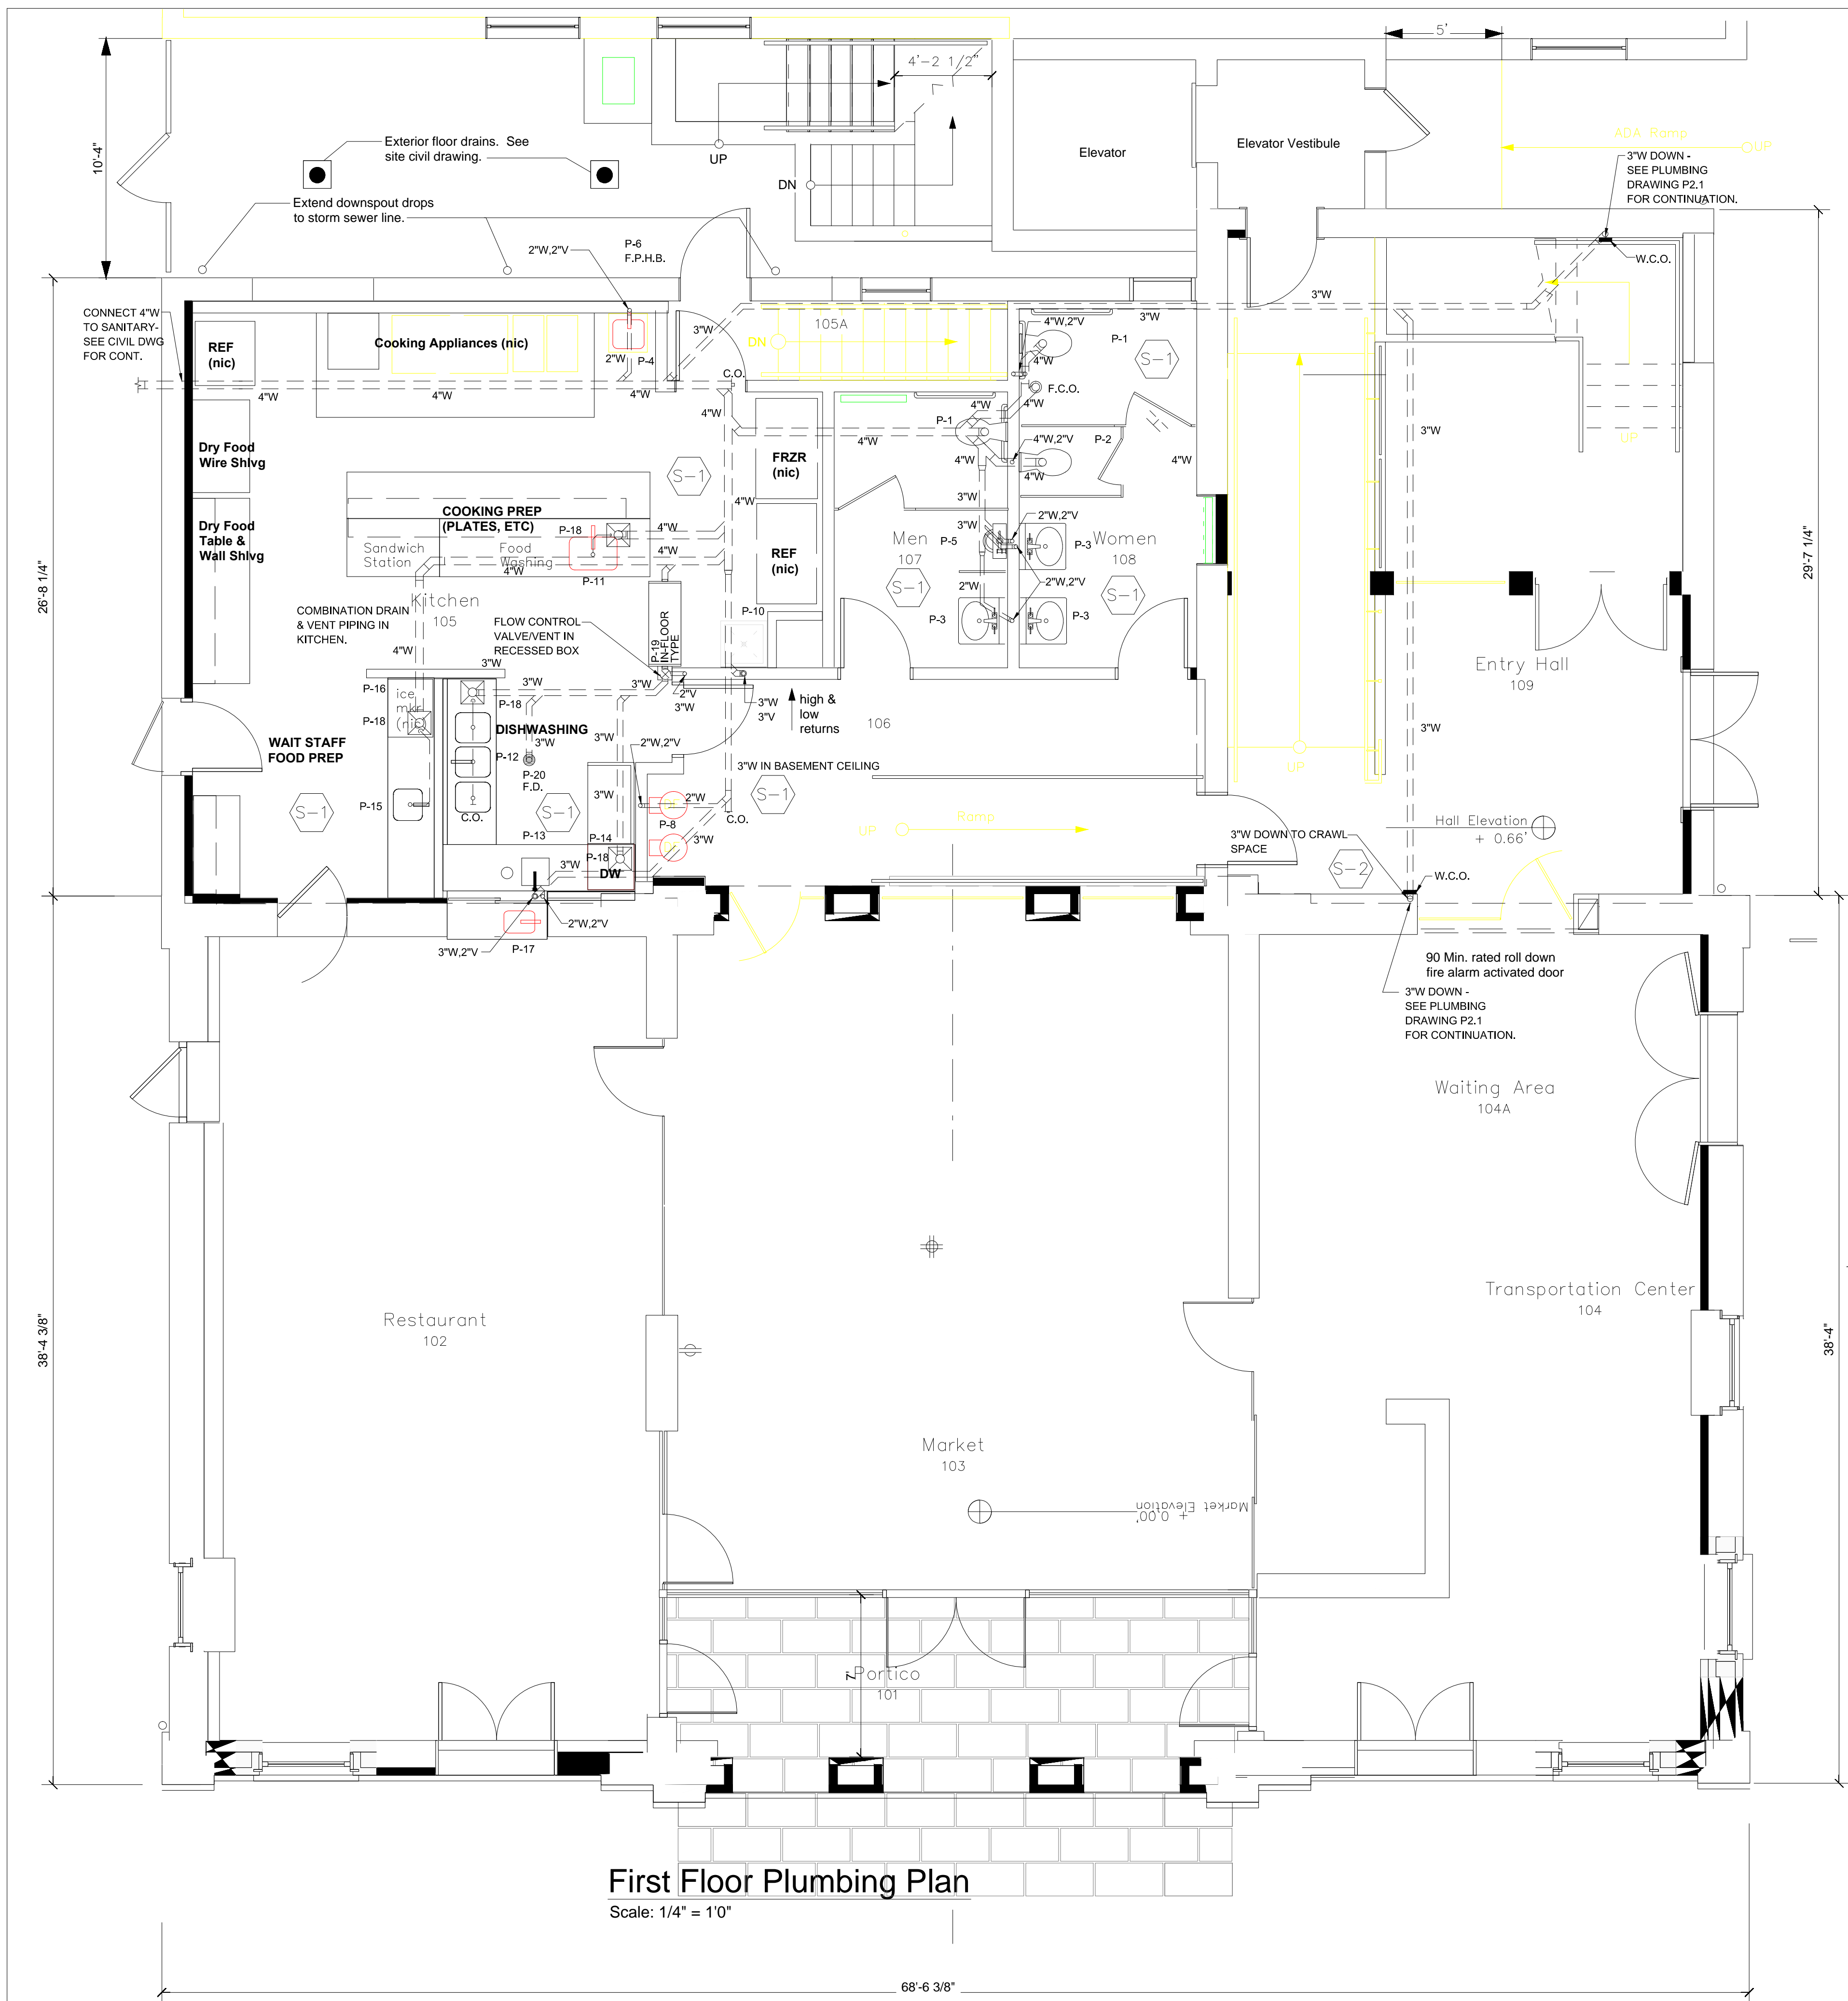 5'
4'-2 1/2"
10'-4"
Exterior floor drains. See
site civil drawing.
UP
DN
Elevator
Elevator Vestibule
ADA Ramp
UP
3"W DOWN -
SEE PLUMBING
DRAWING P2.1
FOR CONTINUATION.
Extend downspout drops
to storm sewer line.
2"W,2"V
P-6
F.P.H.B.
W.C.O.
CONNECT 4"W
TO SANITARY-
SEE CIVIL DWG
FOR CONT.
REF
(nic)
Cooking Appliances (nic)
2"W
P-4
3"W
DN
105A
4"W,2"V
P-1
3"W
3"W
S-1
4"W
C.O.
F.C.O.
4"W
4"W
4"W
4"W
4"W
4"W
P-1
4"W
Dry Food
Wire Shlvg
FRZR
(nic)
4"W,2"V
P-2
4"W
4"W
4"W
3"W
UP
S-1
4"W
3"W
COOKING PREP
(PLATES, ETC)
Dry Food
Table &
Wall Shlvg
Sandwich
Station
Food
Washing
P-18
4"W
4"W
4"W
P-11
REF
(nic)
Men
107
3"W
P-5
2"W,2"V
P-3
Women
108
S-1
2"W
2"W,2"V
S-1
P-3
P-3
26'-8 1/4"
29'-7 1/4"
Kitchen
105
COMBINATION DRAIN
& VENT PIPING IN
KITCHEN.
FLOW CONTROL
VALVE/VENT IN
RECESSED BOX
P-19
IN-FLOOR
TYPE
P-10
4"W
3"W
3"W
3"W
2"V
3"W
3"W
3"V
high &
low
returns
106
Entry Hall
109
P-16
ice
mkr
(nic)
P-18
P-18
DISHWASHING
3"W
3"W
P-12
P-20
F.D.
2"W,2"V
3"W
WAIT STAFF
FOOD PREP
3"W IN BASEMENT CEILING
UP
S-1
P-15
C.O.
S-1
3"W
2"W
P-8
C.O.
S-1
P-13
P-14
3"W
P-18
3"W
DW
UP
Ramp
3"W DOWN TO CRAWL
SPACE
Hall Elevation
+ 0.66'
S-2
W.C.O.
2"W,2"V
3"W,2"V
P-17
90 Min. rated roll down
fire alarm activated door
3"W DOWN -
SEE PLUMBING
DRAWING P2.1
FOR CONTINUATION.
Waiting Area
104A
Transportation Center
104
Restaurant
102
38'-4 3/8"
38'-4"
Market
103
Market Elevation
+ 0.00'
7'
Portico
101
First Floor Plumbing Plan
Scale: 1/4" = 1'0"
68'-6 3/8"